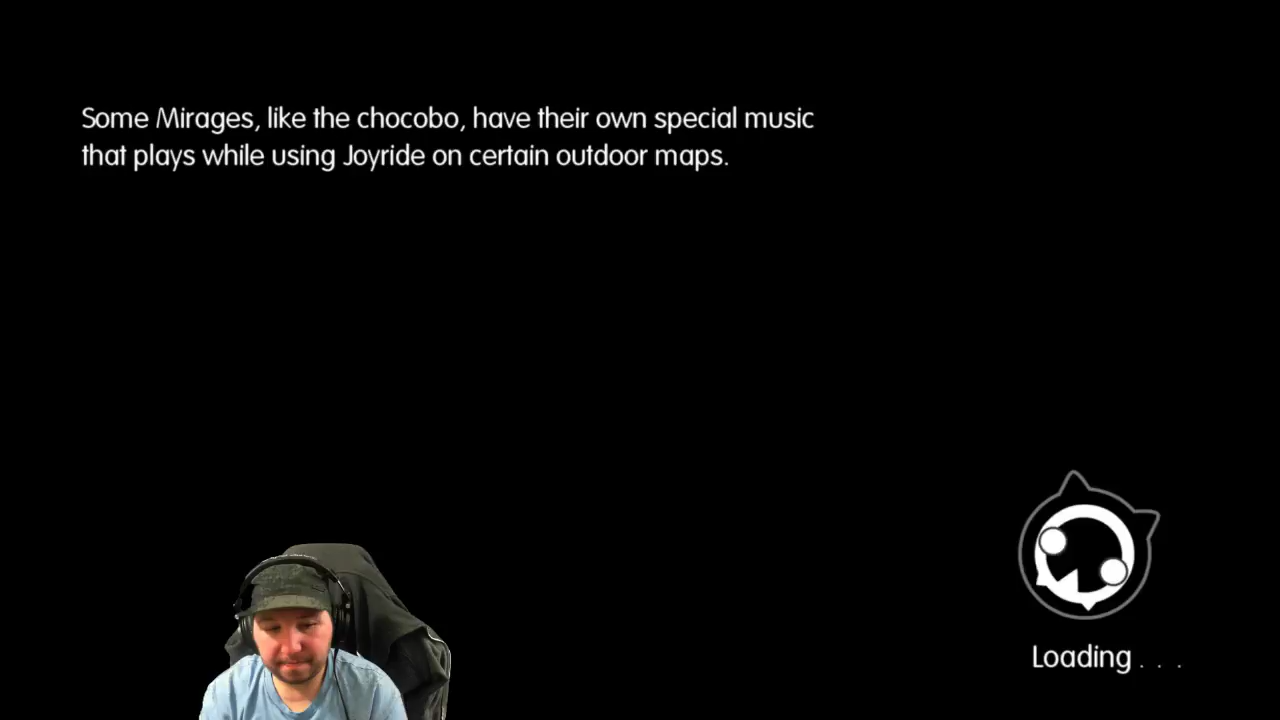 Some Mirages, like the chocobo, have their own special music
that plays while using Joyride on certain outdoor maps.
Loading . . .